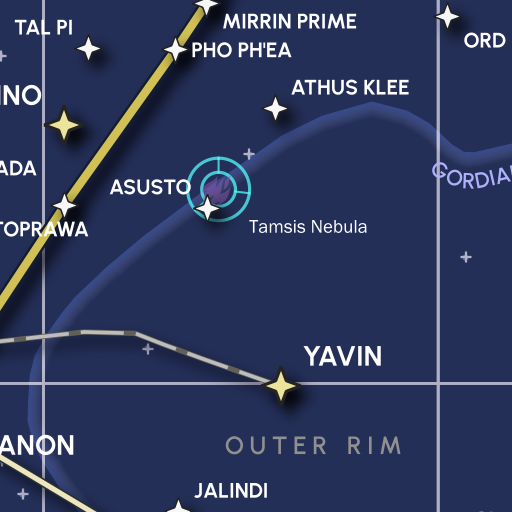 MIRRIN PRIME
TAL PI
ORD
PHO PH'EA
ATHUS KLEE
INO
ADA
GORDIA
ASUSTO
TOPRAWA
Tamsis Nebula
YAVIN
ANON
OUTER RIM
JALINDI